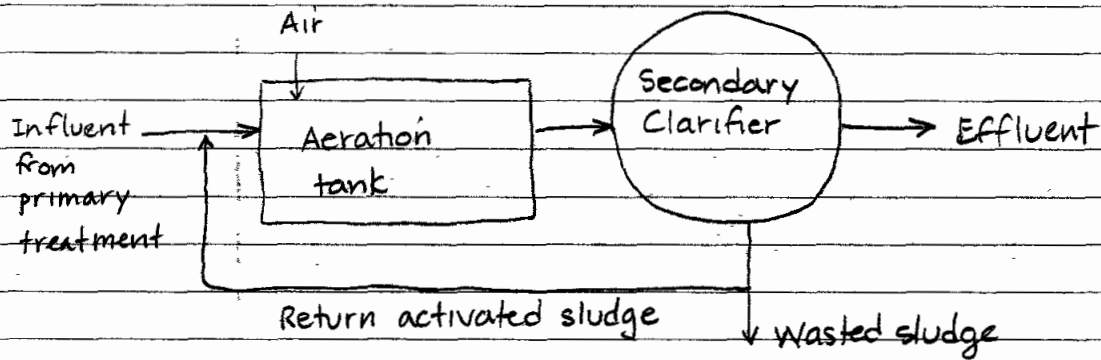 Air
Secondary
Clarifier
Influent
from
primary
treatment
Aeration
tank
Effluent
Return activated sludge
Wasted sludge